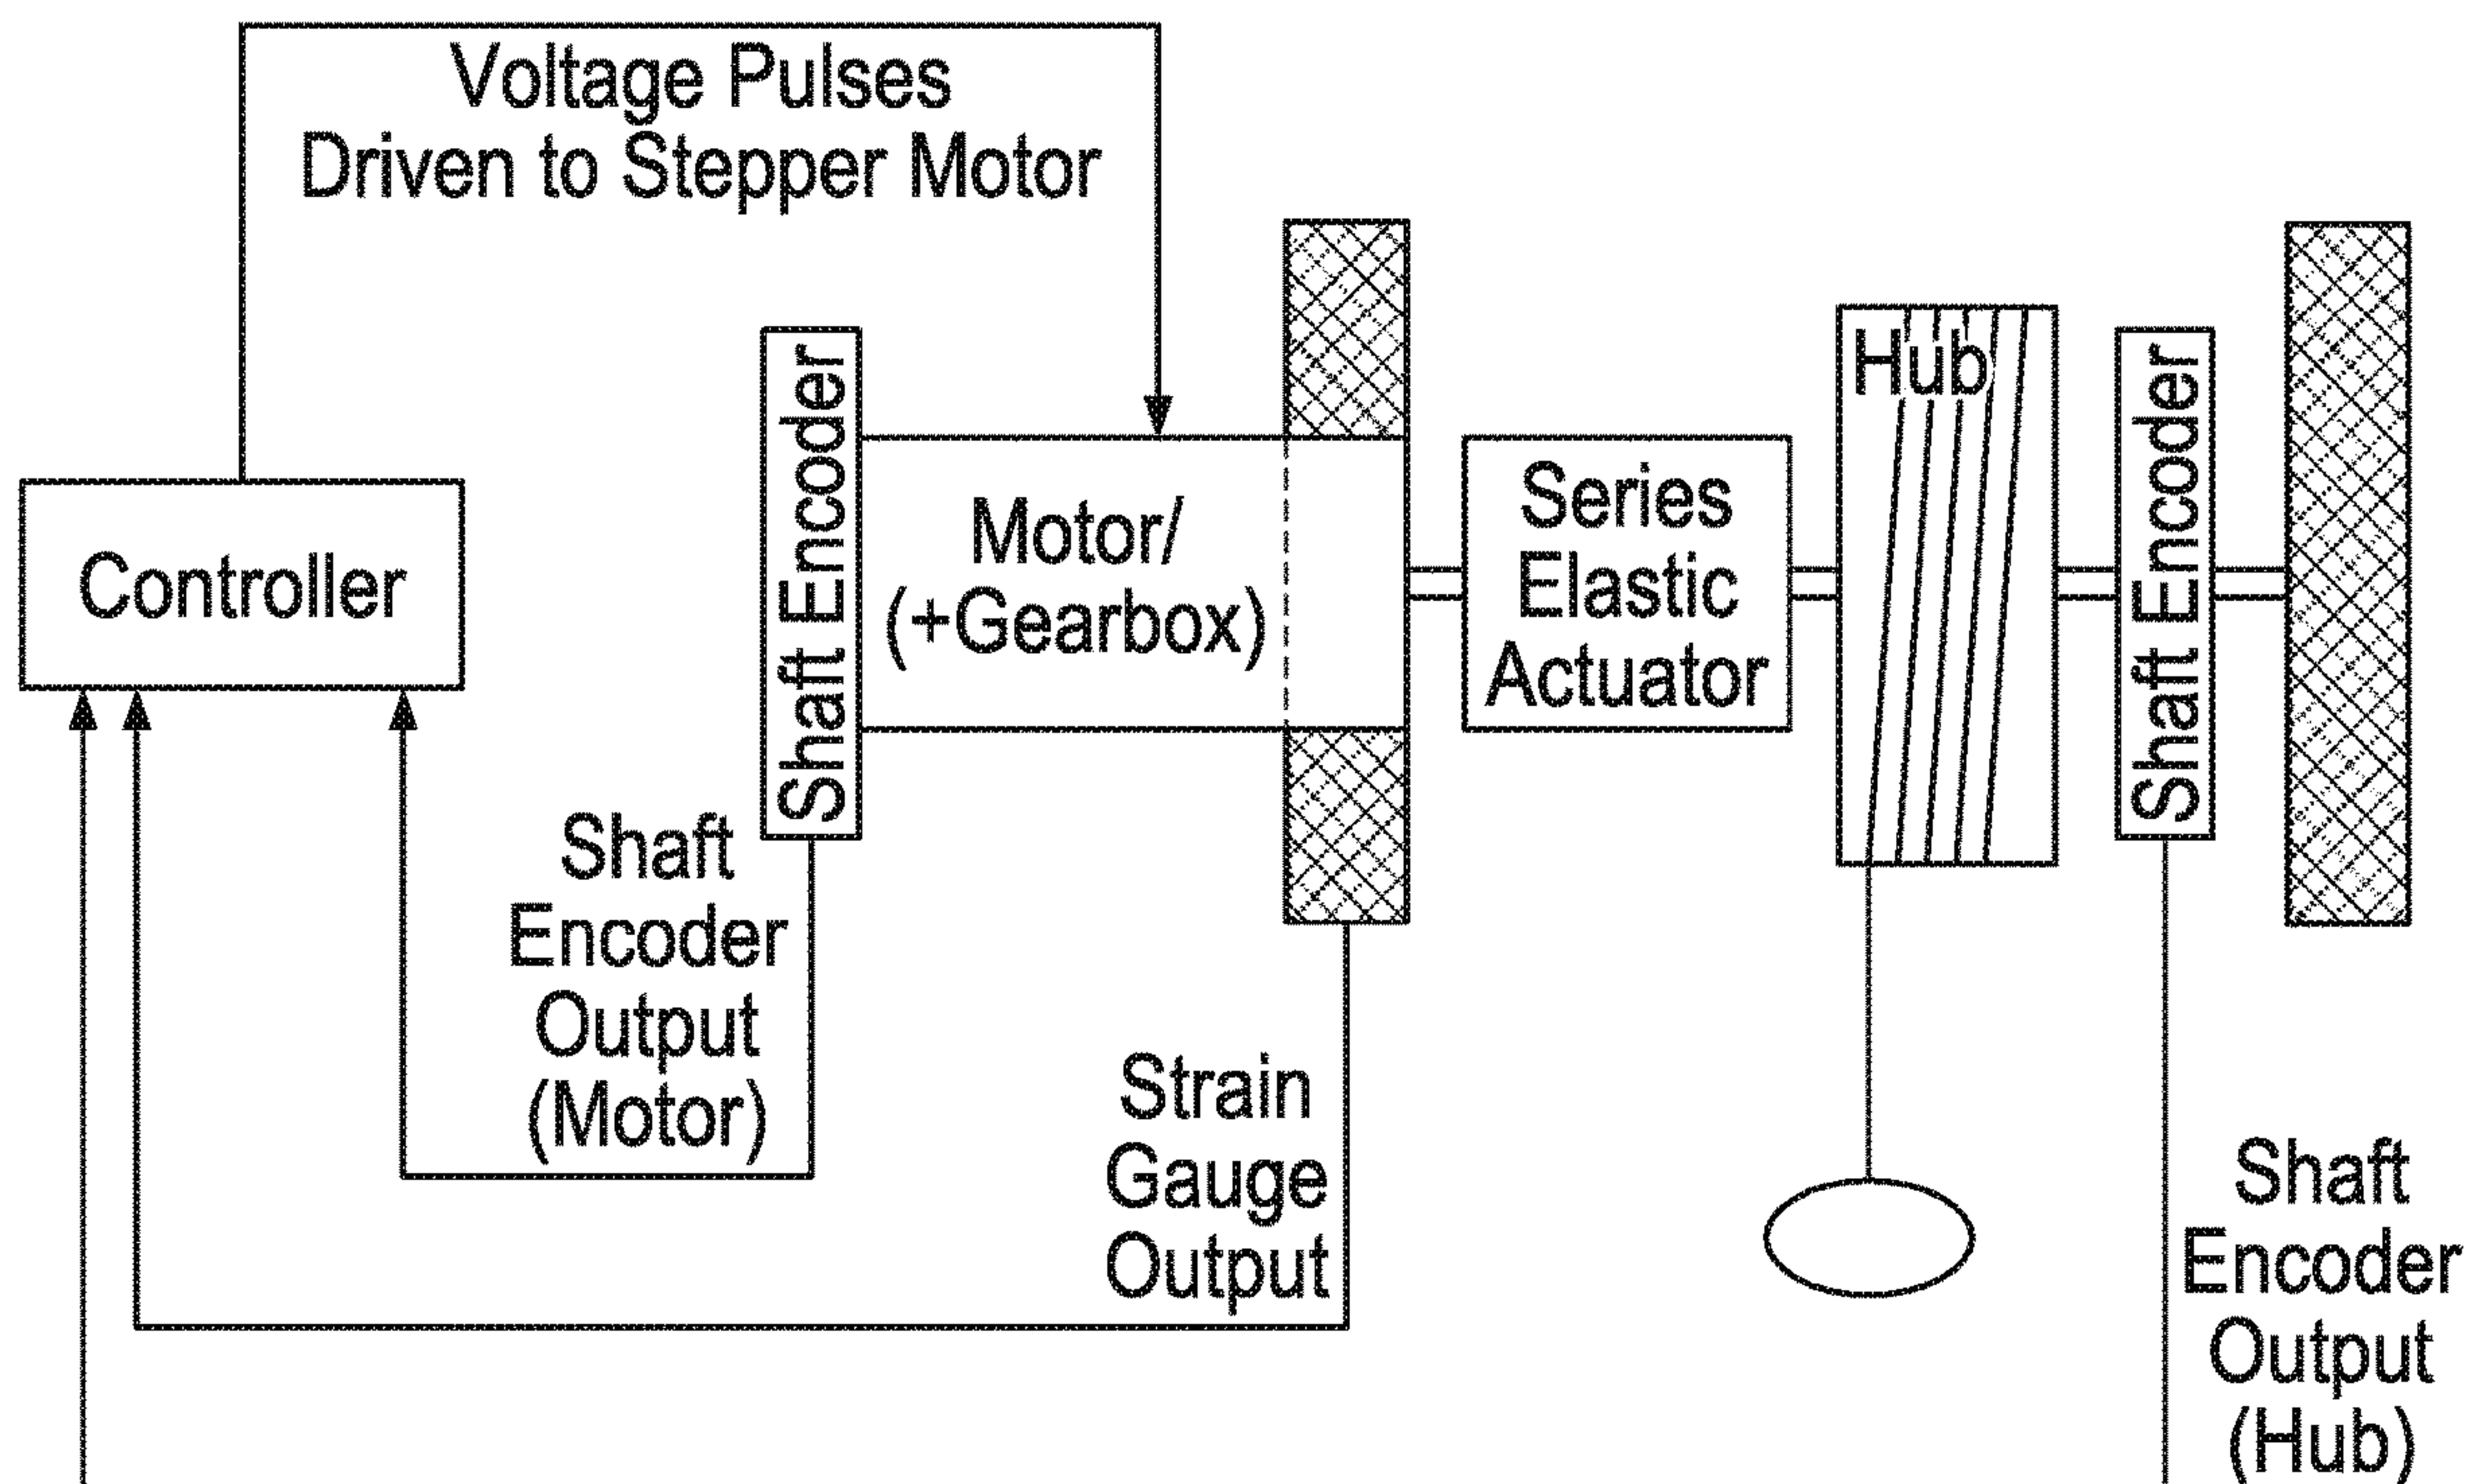 Voltage Pulses
Driven to Stepper Motor
Controller
Shaft Encoder
Motor/
(+Gearbox)
Series
Elastic
Actuator
Hub
Shaft Encoder
Shaft
Encoder
Output
(Motor)
Strain
Gauge
Output
Shaft
Encoder
Output
(Hub)